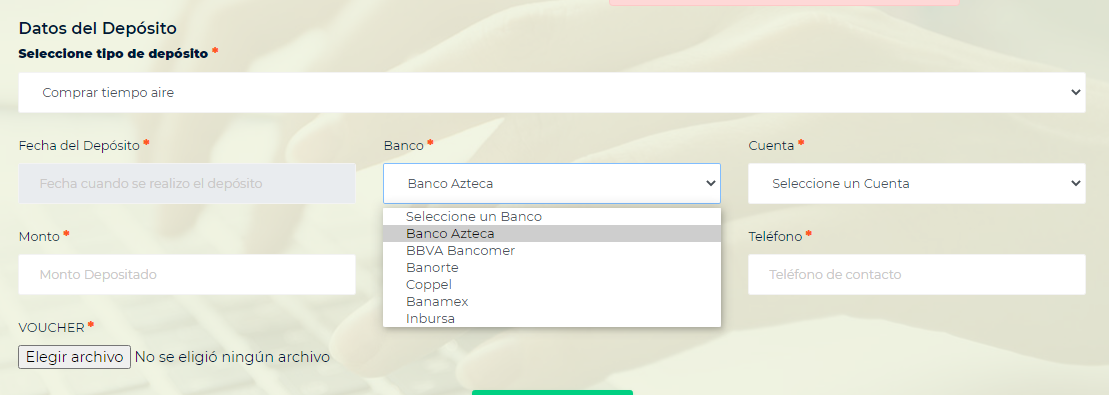 Datos del Depósito
Seleccione tipo de depósito *
Comprar tiempo aire
Fecha del Depósito *
Banco *
Cuenta *
Fecha cuando se realizo el depósito
Banco Azteca
Seleccione un Cuenta
Seleccione un Banco
Banco Azteca
BBVA Bancomer
Banorte
Coppel
Banamex
Inbursa
Monto *
Teléfono *
Monto Depositado
Teléfono de contacto
VOUCHER *
Elegir archivo No se eligió ningún archivo